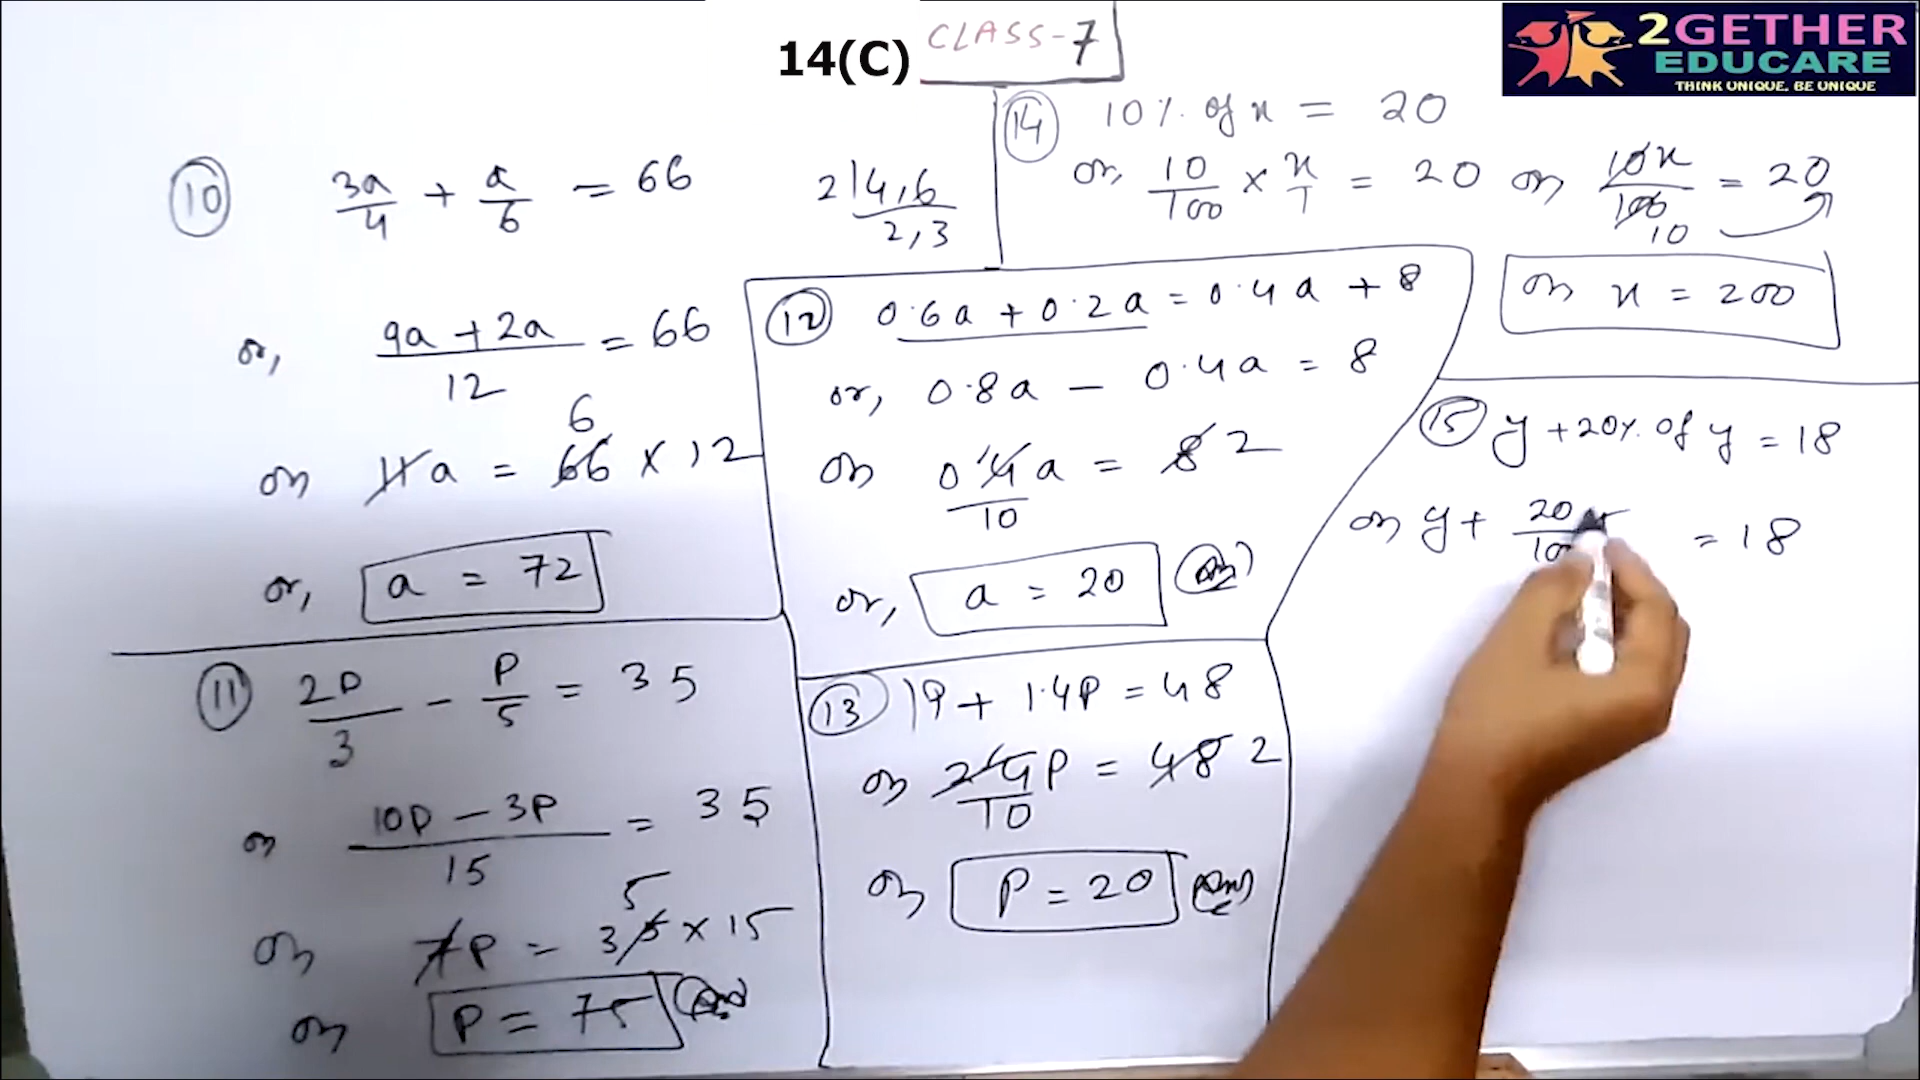 14(C) CLASS-7
2GETHER
EDUCARE
THINK UNIQUE. BE UNIQUE
(10) 3a/4 + a/6 = 66
2|4,6
2,3
or, (9a + 2a)/12 = 66
or 11a = 66 x 12
6
or, a = 72
(11) 2P/3 - P/5 = 35
or (10P - 3P)/15 = 35
or 7P = 35 x 15
5
or P = 75 (Ans)
(12) 0.6a + 0.2a = 0.4a + 8
or, 0.8a - 0.4a = 8
or 0.4a/10 = 8 2
or, a = 20 (Ans)
(13) 1P + 1.4P = 48
or 2.4P/10 = 48 2
or P = 20 (Ans)
(14) 10% of x = 20
or, 10/100 x x/1 = 20 or 10x/100 = 20
10
or x = 200
(15) y + 20% of y = 18
or y + 20/10 = 18